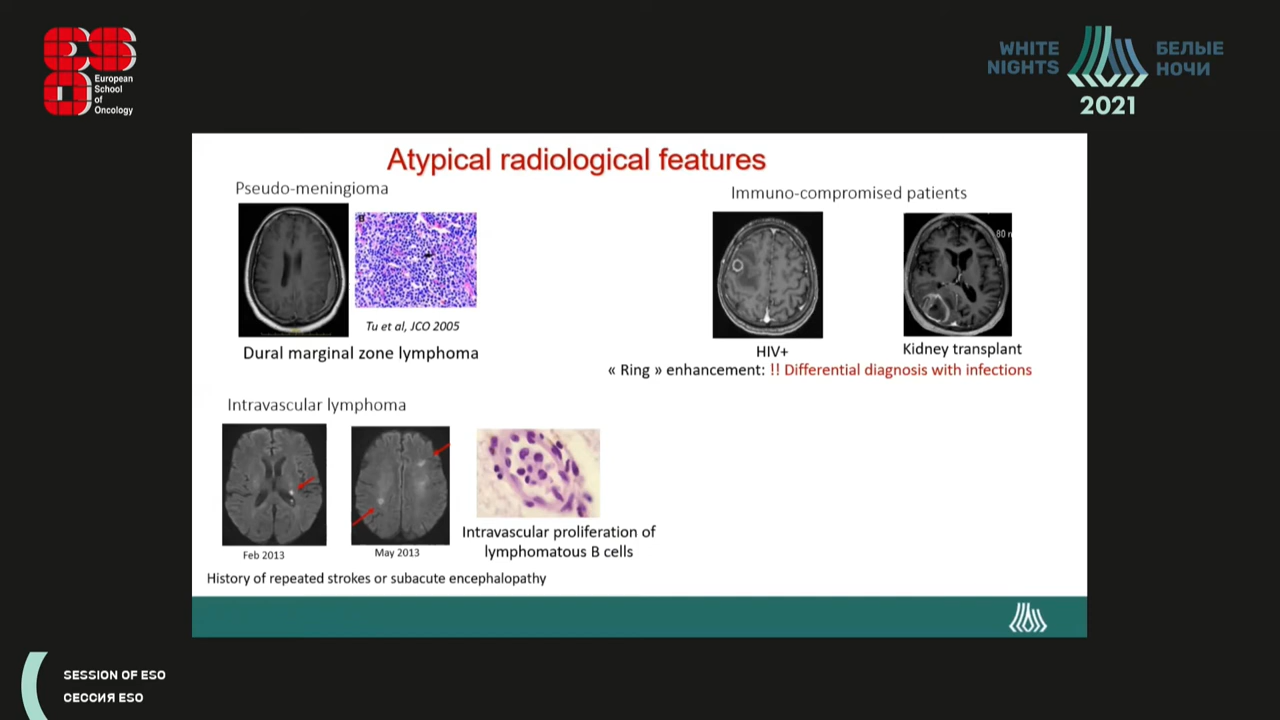 European
School
of
Oncology
WHITE
NIGHTS
БЕЛЫЕ
НОЧИ
2021
Atypical radiological features
Pseudo-meningioma
Tu et al, JCO 2005
Dural marginal zone lymphoma
Immuno-compromised patients
HIV+
Kidney transplant
« Ring » enhancement: !! Differential diagnosis with infections
Intravascular lymphoma
Feb 2013
May 2013
Intravascular proliferation of
lymphomatous B cells
History of repeated strokes or subacute encephalopathy
SESSION OF ESO
СЕССИЯ ESO